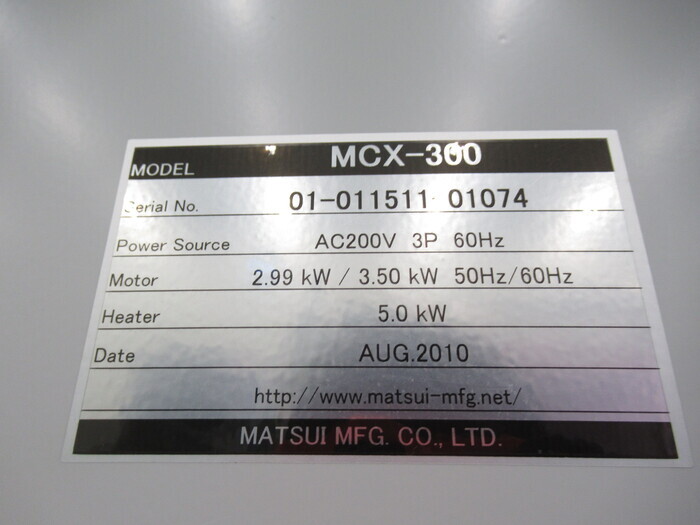 MODEL MCX-300
Serial No. 01-011511 01074
Power Source AC200V 3P 60Hz
Motor 2.99 kW / 3.50 kW 50Hz/60Hz
Heater 5.0 kW
Date AUG.2010
http://www.matsui-mfg.net/
MATSUI MFG. CO., LTD.